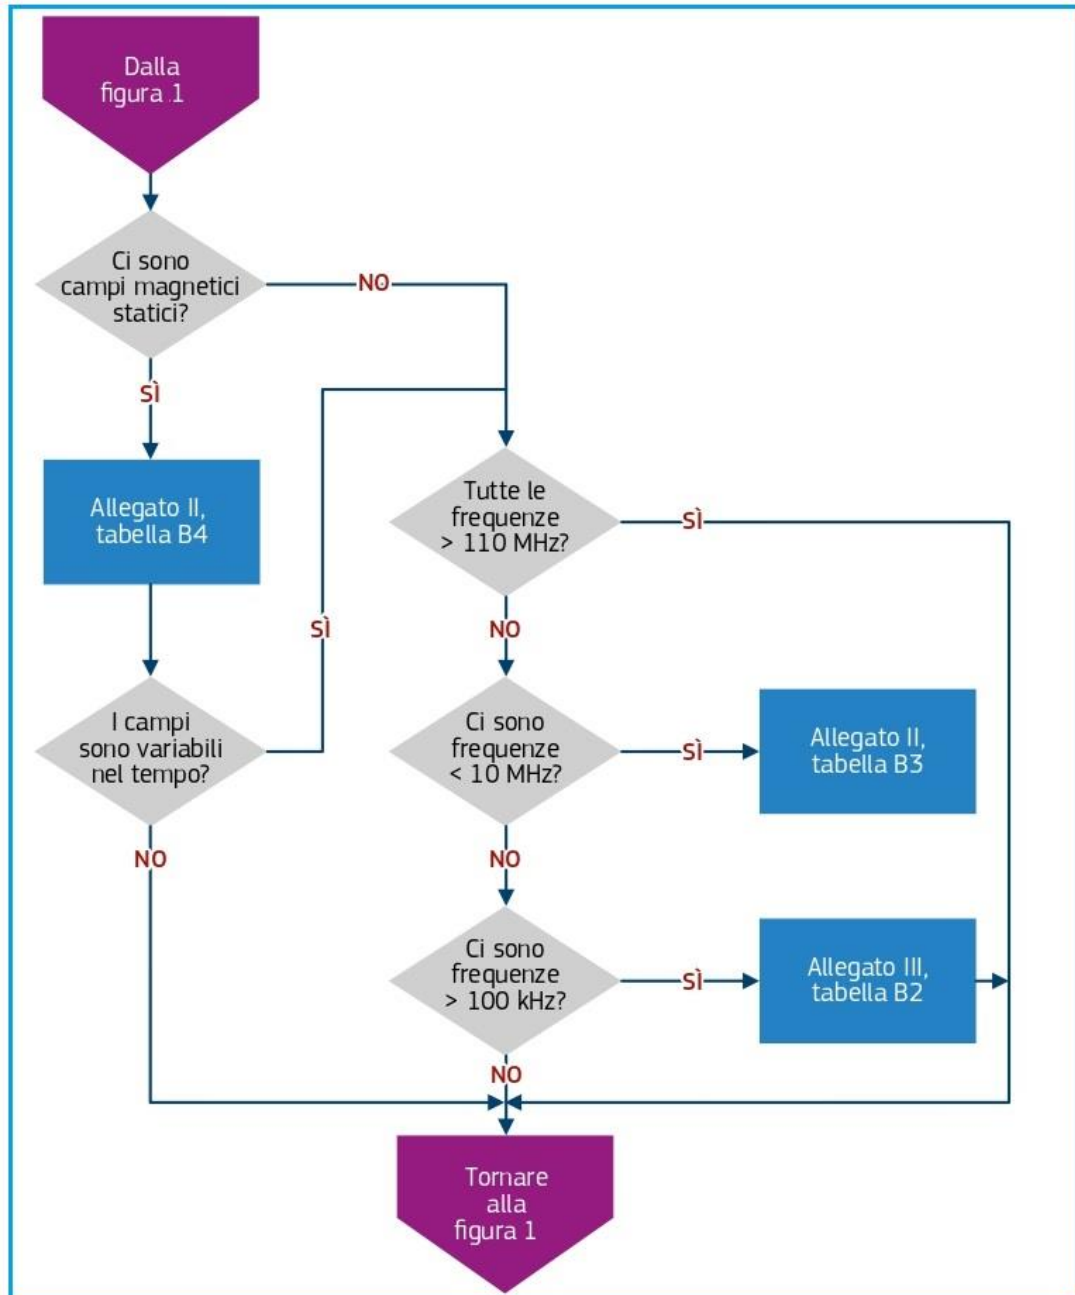 Dalla
figura 1
Ci sono
campi magnetici
statici?
NO
SÌ
Allegato II,
tabella B4
SÌ
I campi
sono variabili
nel tempo?
NO
Tutte le
frequenze
> 110 MHz?
SÌ
NO
Ci sono
frequenze
< 10 MHz?
SÌ
Allegato II,
tabella B3
NO
Ci sono
frequenze
> 100 kHz?
SÌ
Allegato III,
tabella B2
NO
Tornare
alla
figura 1